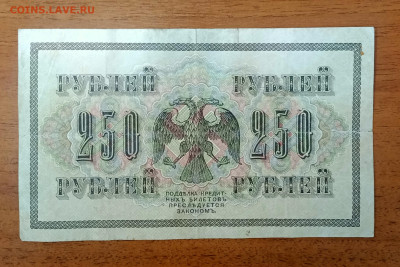 COINS.CAVE.RU
РУБЛЕЙ РУБЛЕЙ
250 250
РУБЛЕЙ РУБЛЕЙ
ПОДДѢЛКА КРЕДИТ-
НЫХЪ БИЛЕТОВЪ
ПРЕСЛѢДУЕТСЯ
ЗАКОНОМЪ.